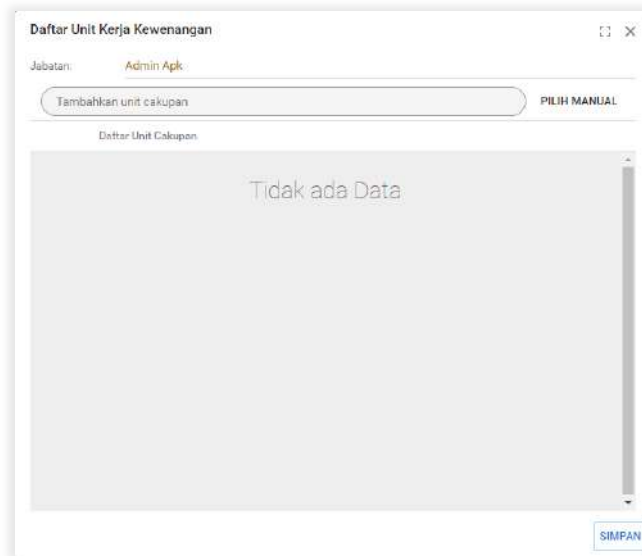 Daftar Unit Kerja Kewenangan
Jabatan: Admin Apk
Tambahkan unit cakupan PILIH MANUAL
Daftar Unit Cakupan
Tidak ada Data
SIMPAN